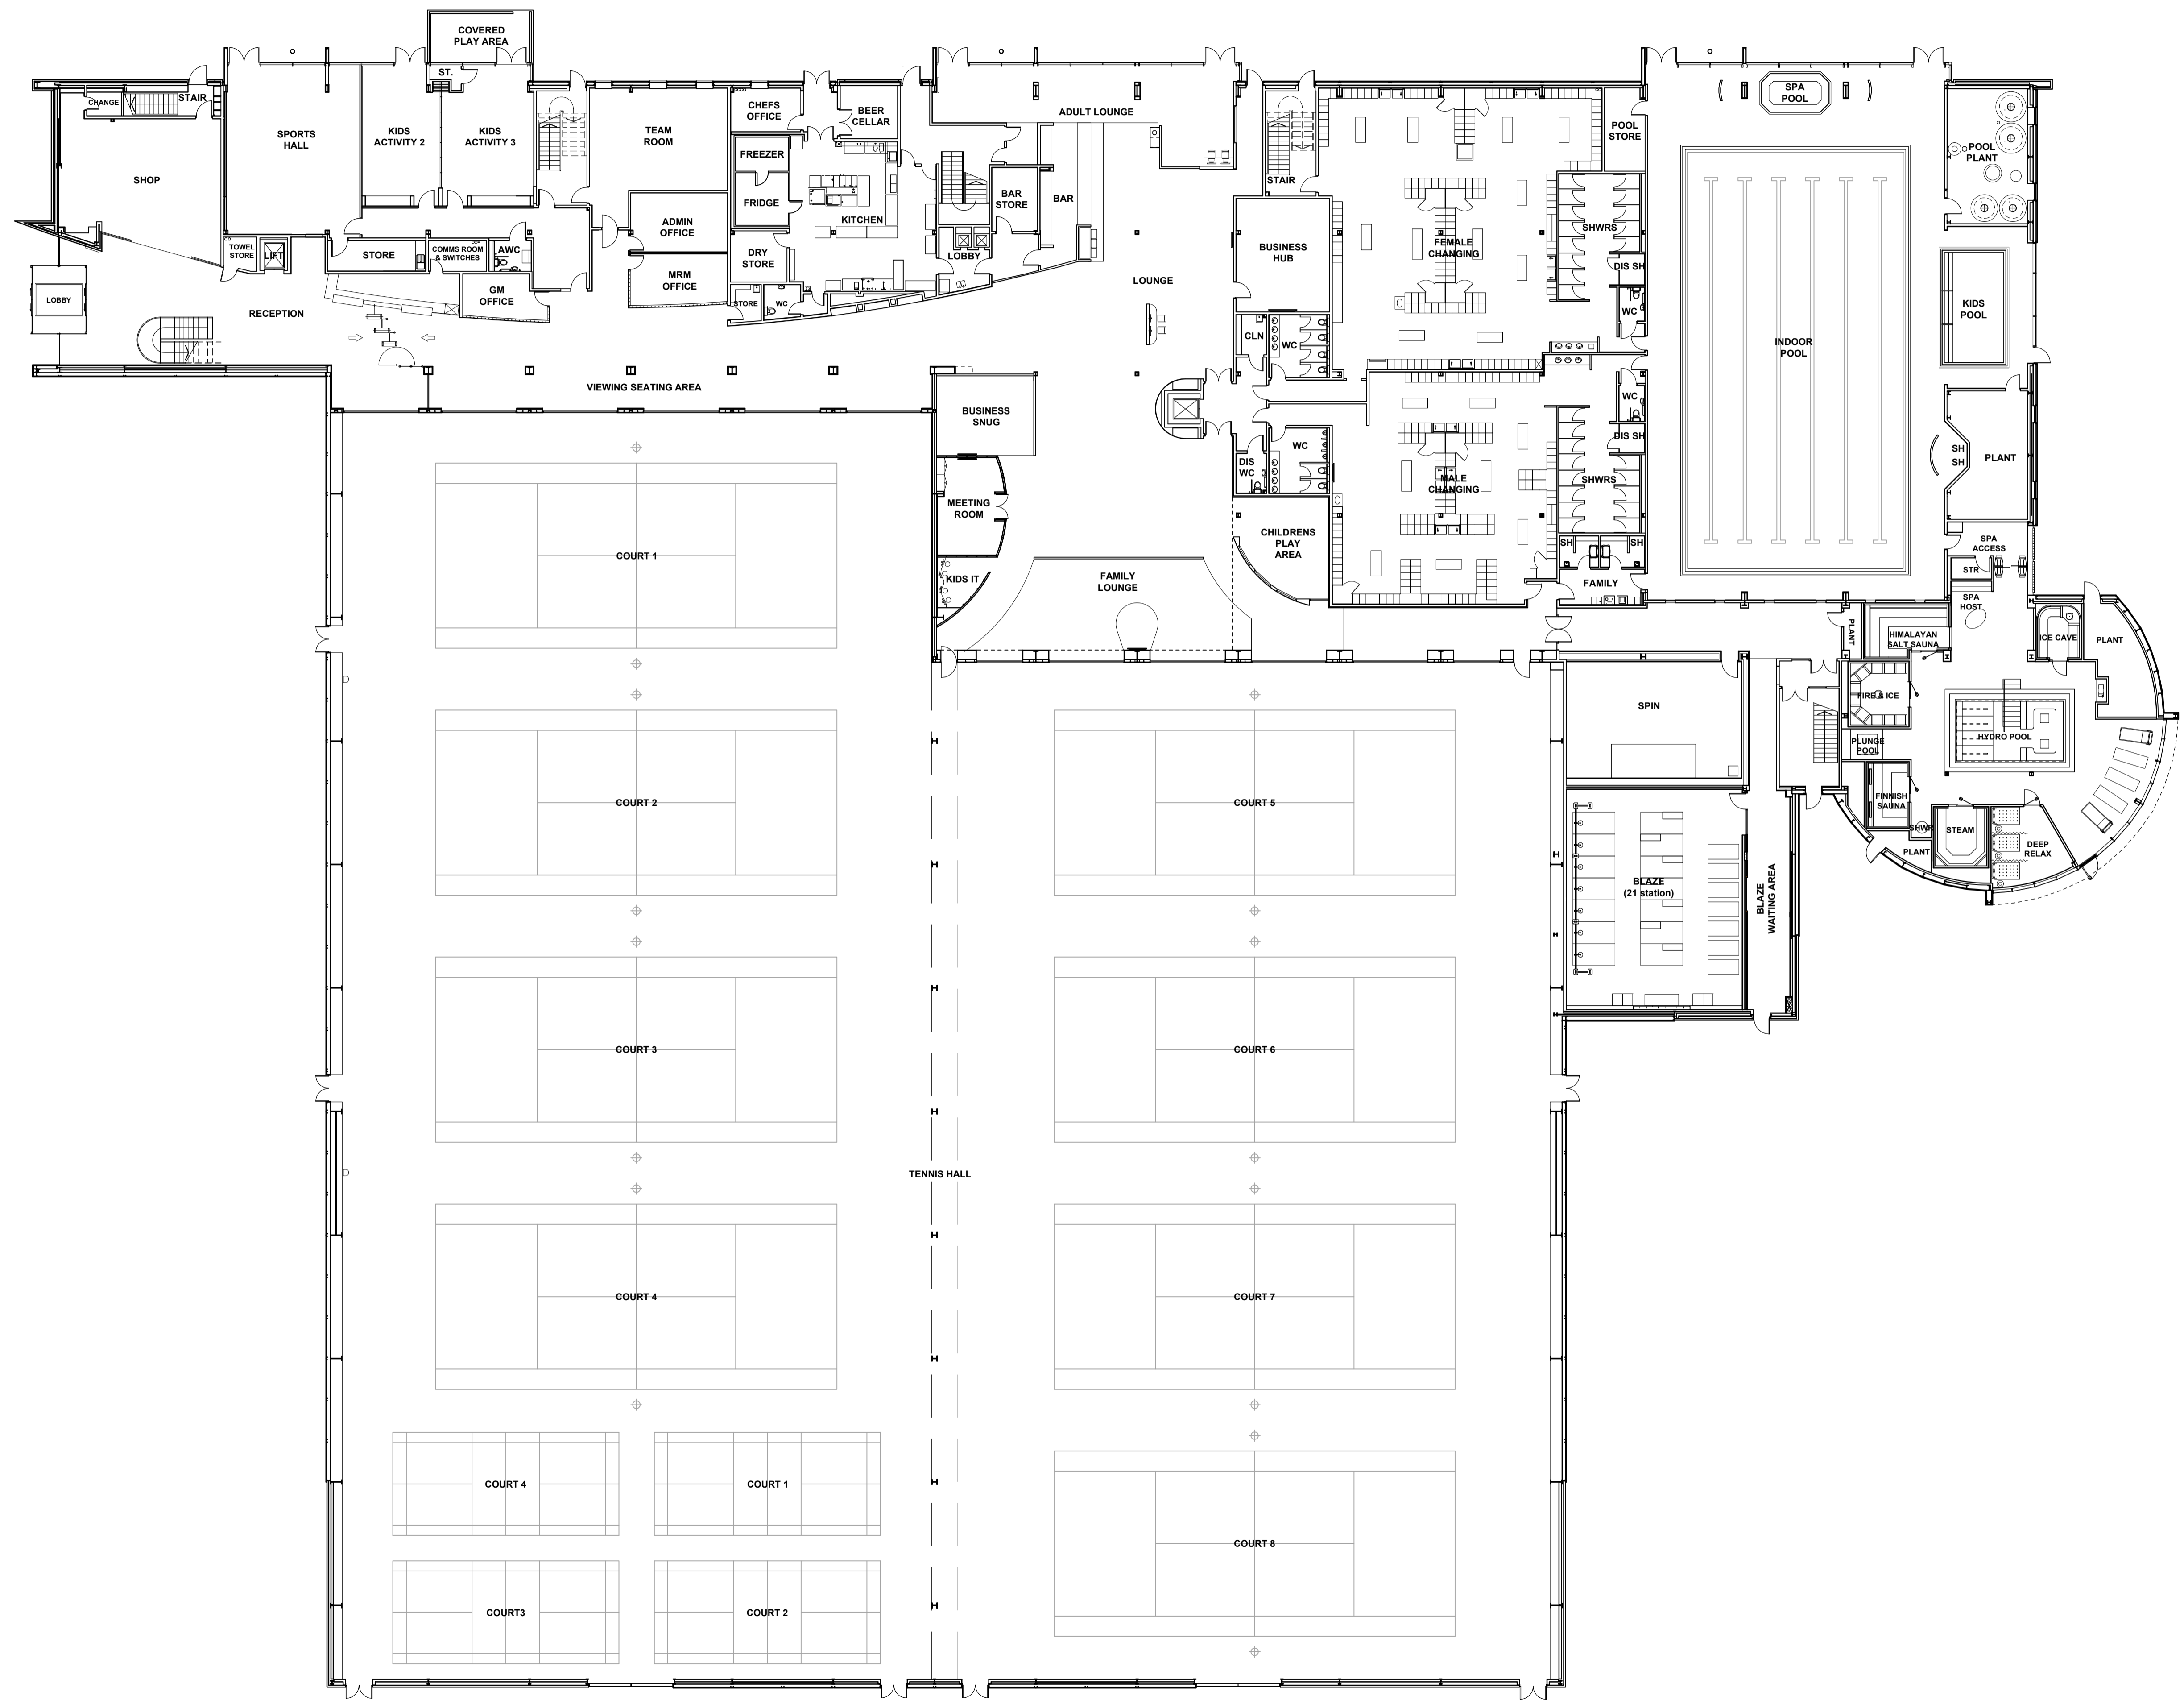 COVERED
PLAY AREA
ST.
CHANGE
STAIR
SHOP
SPORTS
HALL
KIDS
ACTIVITY 2
KIDS
ACTIVITY 3
TEAM
ROOM
CHEFS
OFFICE
BEER
CELLAR
FREEZER
FRIDGE
KITCHEN
ADMIN
OFFICE
DRY
STORE
MRM
OFFICE
STORE
WC
TOWEL
STORE
LIFT
STORE
COMMS ROOM
& SWITCHES
AWC
GM
OFFICE
LOBBY
RECEPTION
VIEWING SEATING AREA
ADULT LOUNGE
BAR
STORE
BAR
LOBBY
LOUNGE
STAIR
BUSINESS
HUB
CLN
WC
FEMALE
CHANGING
POOL
STORE
SHWRS
DIS SH
WC
SPA
POOL
POOL
PLANT
KIDS
POOL
INDOOR
POOL
BUSINESS
SNUG
MEETING
ROOM
KIDS IT
FAMILY
LOUNGE
DIS
WC
WC
CHILDRENS
PLAY
AREA
MALE
CHANGING
WC
DIS SH
SHWRS
SH
SH
FAMILY
SH
SH
PLANT
SPA
ACCESS
STR
SPA
HOST
PLANT
HIMALAYAN
SALT SAUNA
ICE CAVE
PLANT
FIRE & ICE
PLUNGE
POOL
HYDRO POOL
FINNISH
SAUNA
SHWR
PLANT
STEAM
DEEP
RELAX
SPIN
BLAZE
(21 station)
BLAZE
WAITING AREA
COURT 1
COURT 2
COURT 3
COURT 4
COURT 5
COURT 6
TENNIS HALL
COURT 7
COURT 8
COURT 4
COURT 1
COURT3
COURT 2